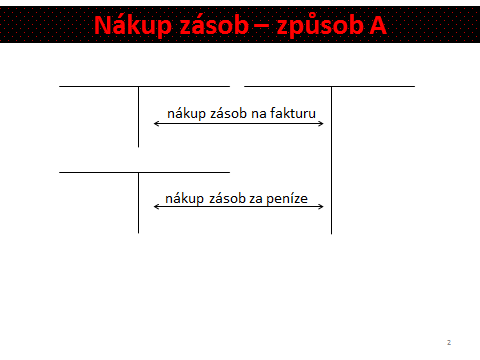 Nákup zásob – způsob A
nákup zásob na fakturu
nákup zásob za peníze
2